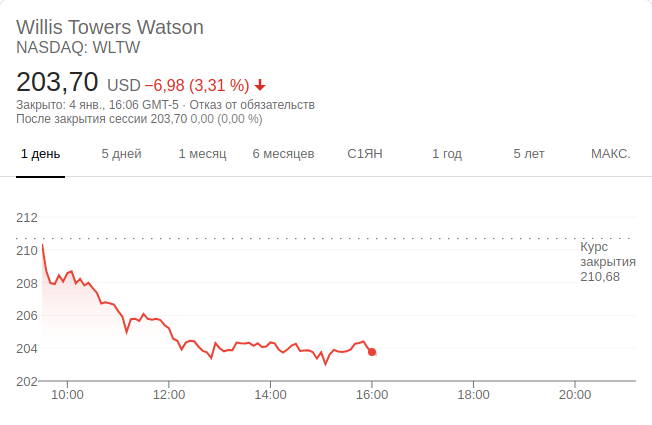 Willis Towers Watson
NASDAQ: WLTW
203,70 USD −6,98 (3,31 %)
Закрыто: 4 янв., 16:06 GMT-5 · Отказ от обязательств
После закрытия сессии 203,70 0,00 (0,00 %)
1 день 5 дней 1 месяц 6 месяцев С1ЯН 1 год 5 лет МАКС.
212
210
208
206
204
202
Курс
закрытия
210,68
10:00 12:00 14:00 16:00 18:00 20:00